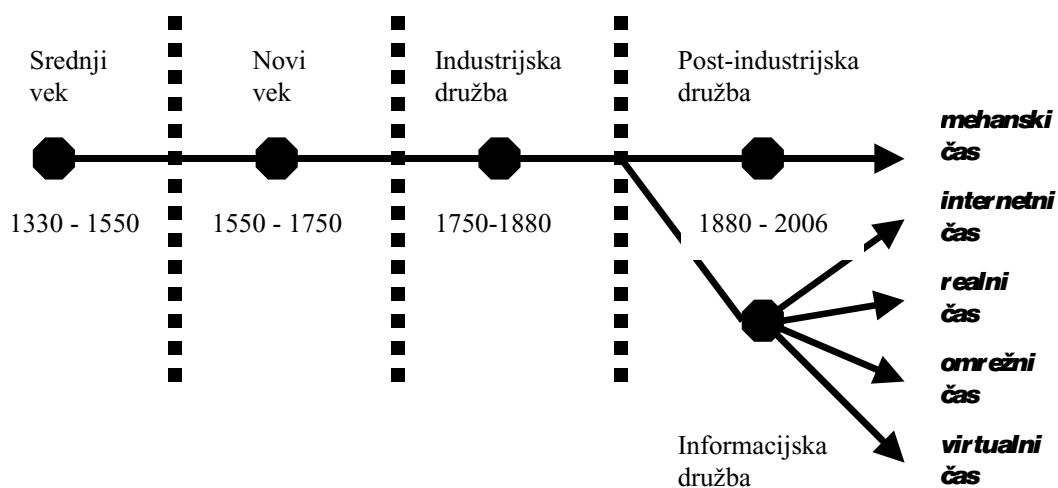 Srednji
vek
Novi
vek
Industrijska
družba
Post-industrijska
družba
1330 - 1550
1550 - 1750
1750-1880
1880 - 2006
mehanski
čas
internetni
čas
realni
čas
omrežni
čas
virtualni
čas
Informacijska
družba